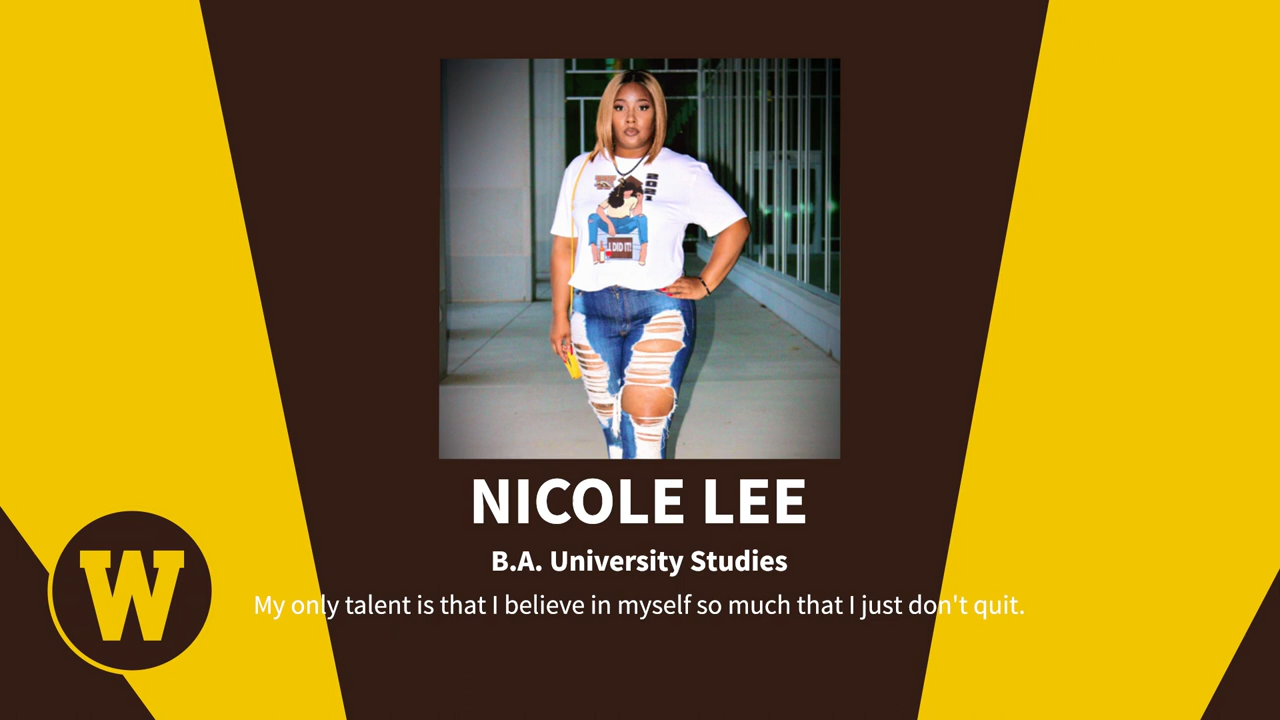 2021
I DID IT!
NICOLE LEE
B.A. University Studies
My only talent is that I believe in myself so much that I just don't quit.
W